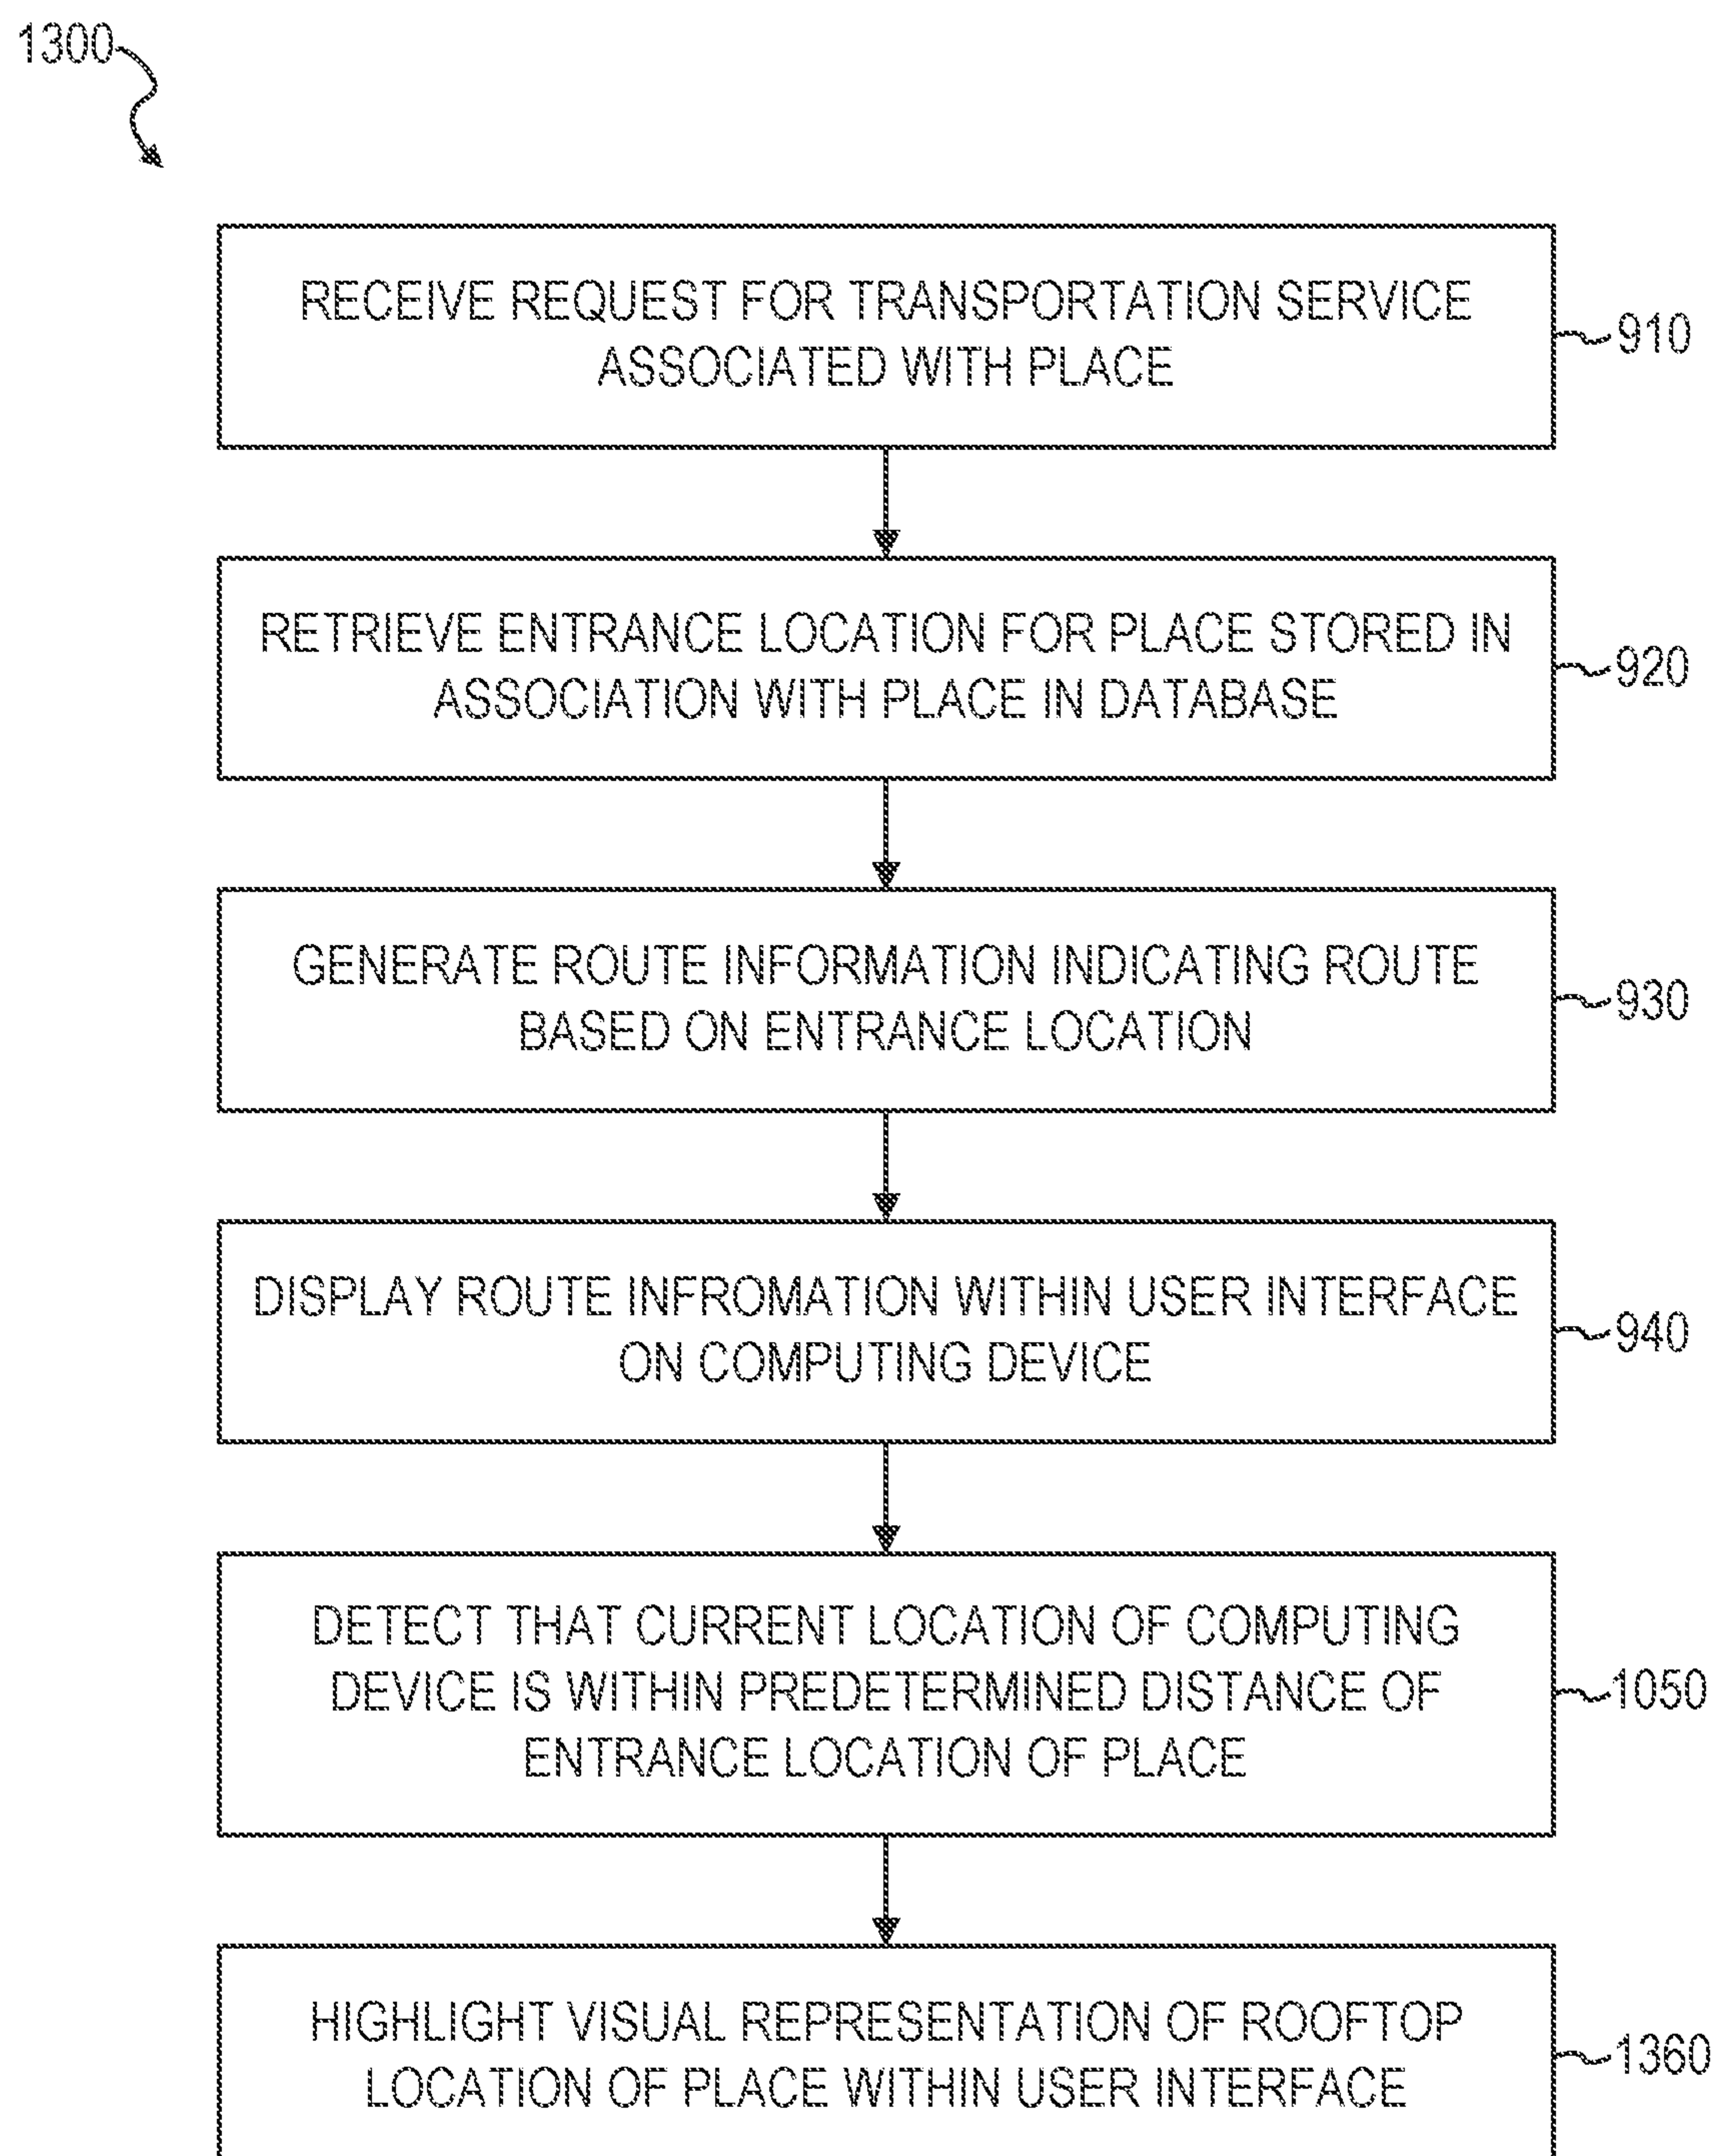 1300
RECEIVE REQUEST FOR TRANSPORTATION SERVICE
ASSOCIATED WITH PLACE
910
RETRIEVE ENTRANCE LOCATION FOR PLACE STORED IN
ASSOCIATION WITH PLACE IN DATABASE
920
GENERATE ROUTE INFORMATION INDICATING ROUTE
BASED ON ENTRANCE LOCATION
930
DISPLAY ROUTE INFROMATION WITHIN USER INTERFACE
ON COMPUTING DEVICE
940
DETECT THAT CURRENT LOCATION OF COMPUTING
DEVICE IS WITHIN PREDETERMINED DISTANCE OF
ENTRANCE LOCATION OF PLACE
1050
HIGHLIGHT VISUAL REPRESENTATION OF ROOFTOP
LOCATION OF PLACE WITHIN USER INTERFACE
1360